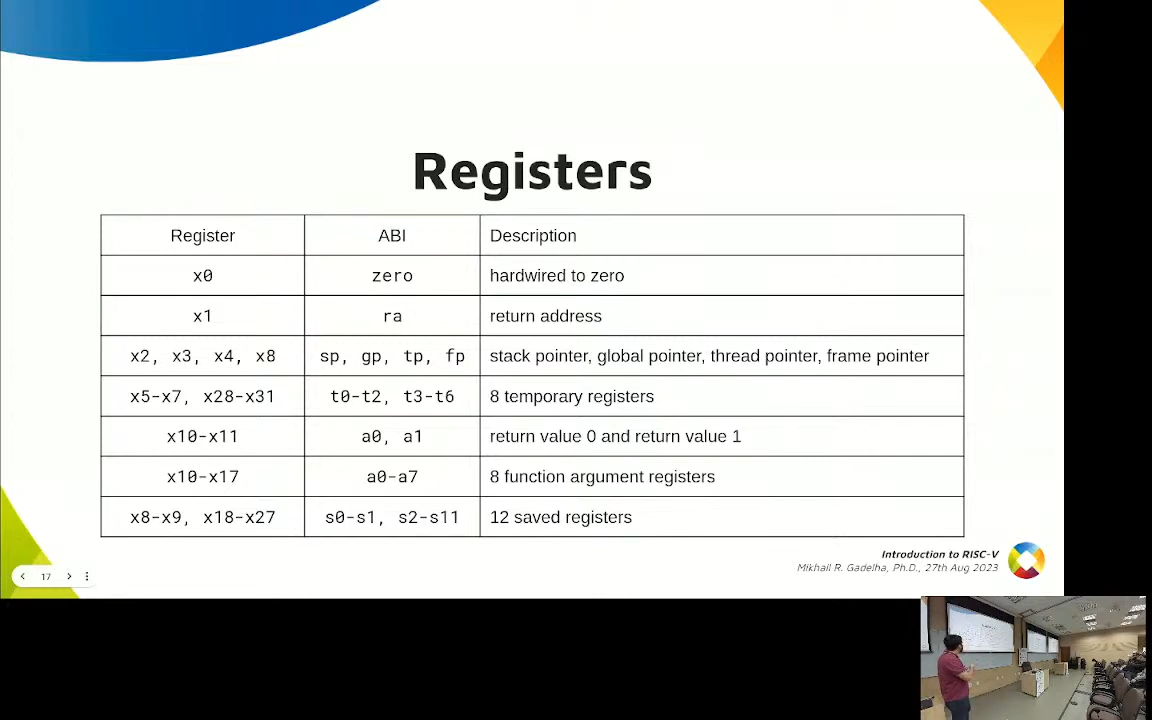 Registers
Register ABI Description
x0 zero hardwired to zero
x1 ra return address
x2, x3, x4, x8 sp, gp, tp, fp stack pointer, global pointer, thread pointer, frame pointer
x5-x7, x28-x31 t0-t2, t3-t6 8 temporary registers
x10-x11 a0, a1 return value 0 and return value 1
x10-x17 a0-a7 8 function argument registers
x8-x9, x18-x27 s0-s1, s2-s11 12 saved registers
Introduction to RISC-V
Mikhail R. Gadelha, Ph.D., 27th Aug 2023
17